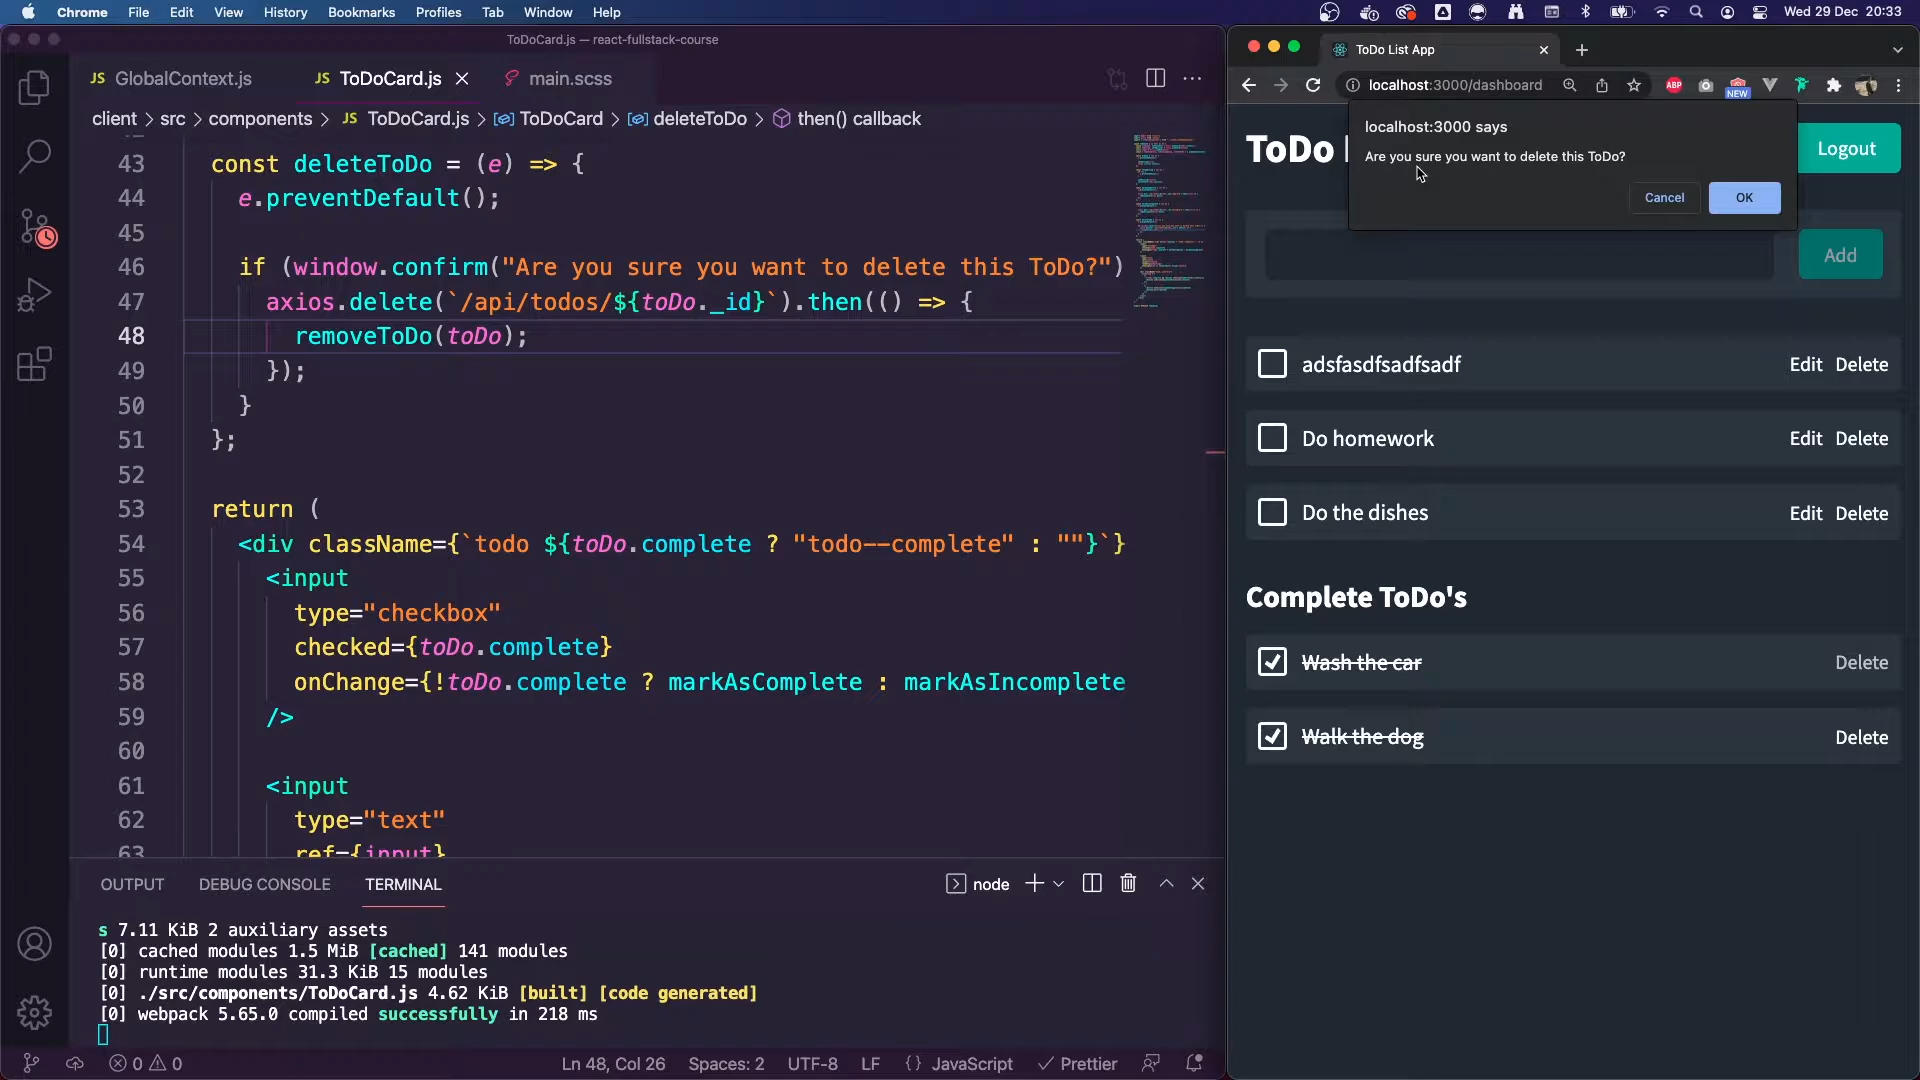 Chrome File Edit View History Bookmarks Profiles Tab Window Help
Wed 29 Dec 20:33
ToDoCard.js — react-fullstack-course
JS GlobalContext.js
JS ToDoCard.js
main.scss
client > src > components > JS ToDoCard.js > ToDoCard > deleteToDo > then() callback
43 const deleteToDo = (e) => {
44 e.preventDefault();
45
46 if (window.confirm("Are you sure you want to delete this ToDo?")
47 axios.delete(`/api/todos/${toDo._id}`).then(() => {
48 removeToDo(toDo);
49 });
50 }
51 };
52
53 return (
54 <div className={`todo ${toDo.complete ? "todo--complete" : ""}`}
55 <input
56 type="checkbox"
57 checked={toDo.complete}
58 onChange={!toDo.complete ? markAsComplete : markAsIncomplete
59 />
60
61 <input
62 type="text"
63 ref={input}
OUTPUT DEBUG CONSOLE TERMINAL
node
s 7.11 KiB 2 auxiliary assets
[0] cached modules 1.5 MiB [cached] 141 modules
[0] runtime modules 31.3 KiB 15 modules
[0] ./src/components/ToDoCard.js 4.62 KiB [built] [code generated]
[0] webpack 5.65.0 compiled successfully in 218 ms
0 0
Ln 48, Col 26 Spaces: 2 UTF-8 LF {} JavaScript Prettier
ToDo List App
localhost:3000/dashboard
ABP
NEW
localhost:3000 says
Are you sure you want to delete this ToDo?
Cancel OK
ToDo
Logout
Add
adsfasdfsadfsadf Edit Delete
Do homework Edit Delete
Do the dishes Edit Delete
Complete ToDo's
Wash the car Delete
Walk the dog Delete